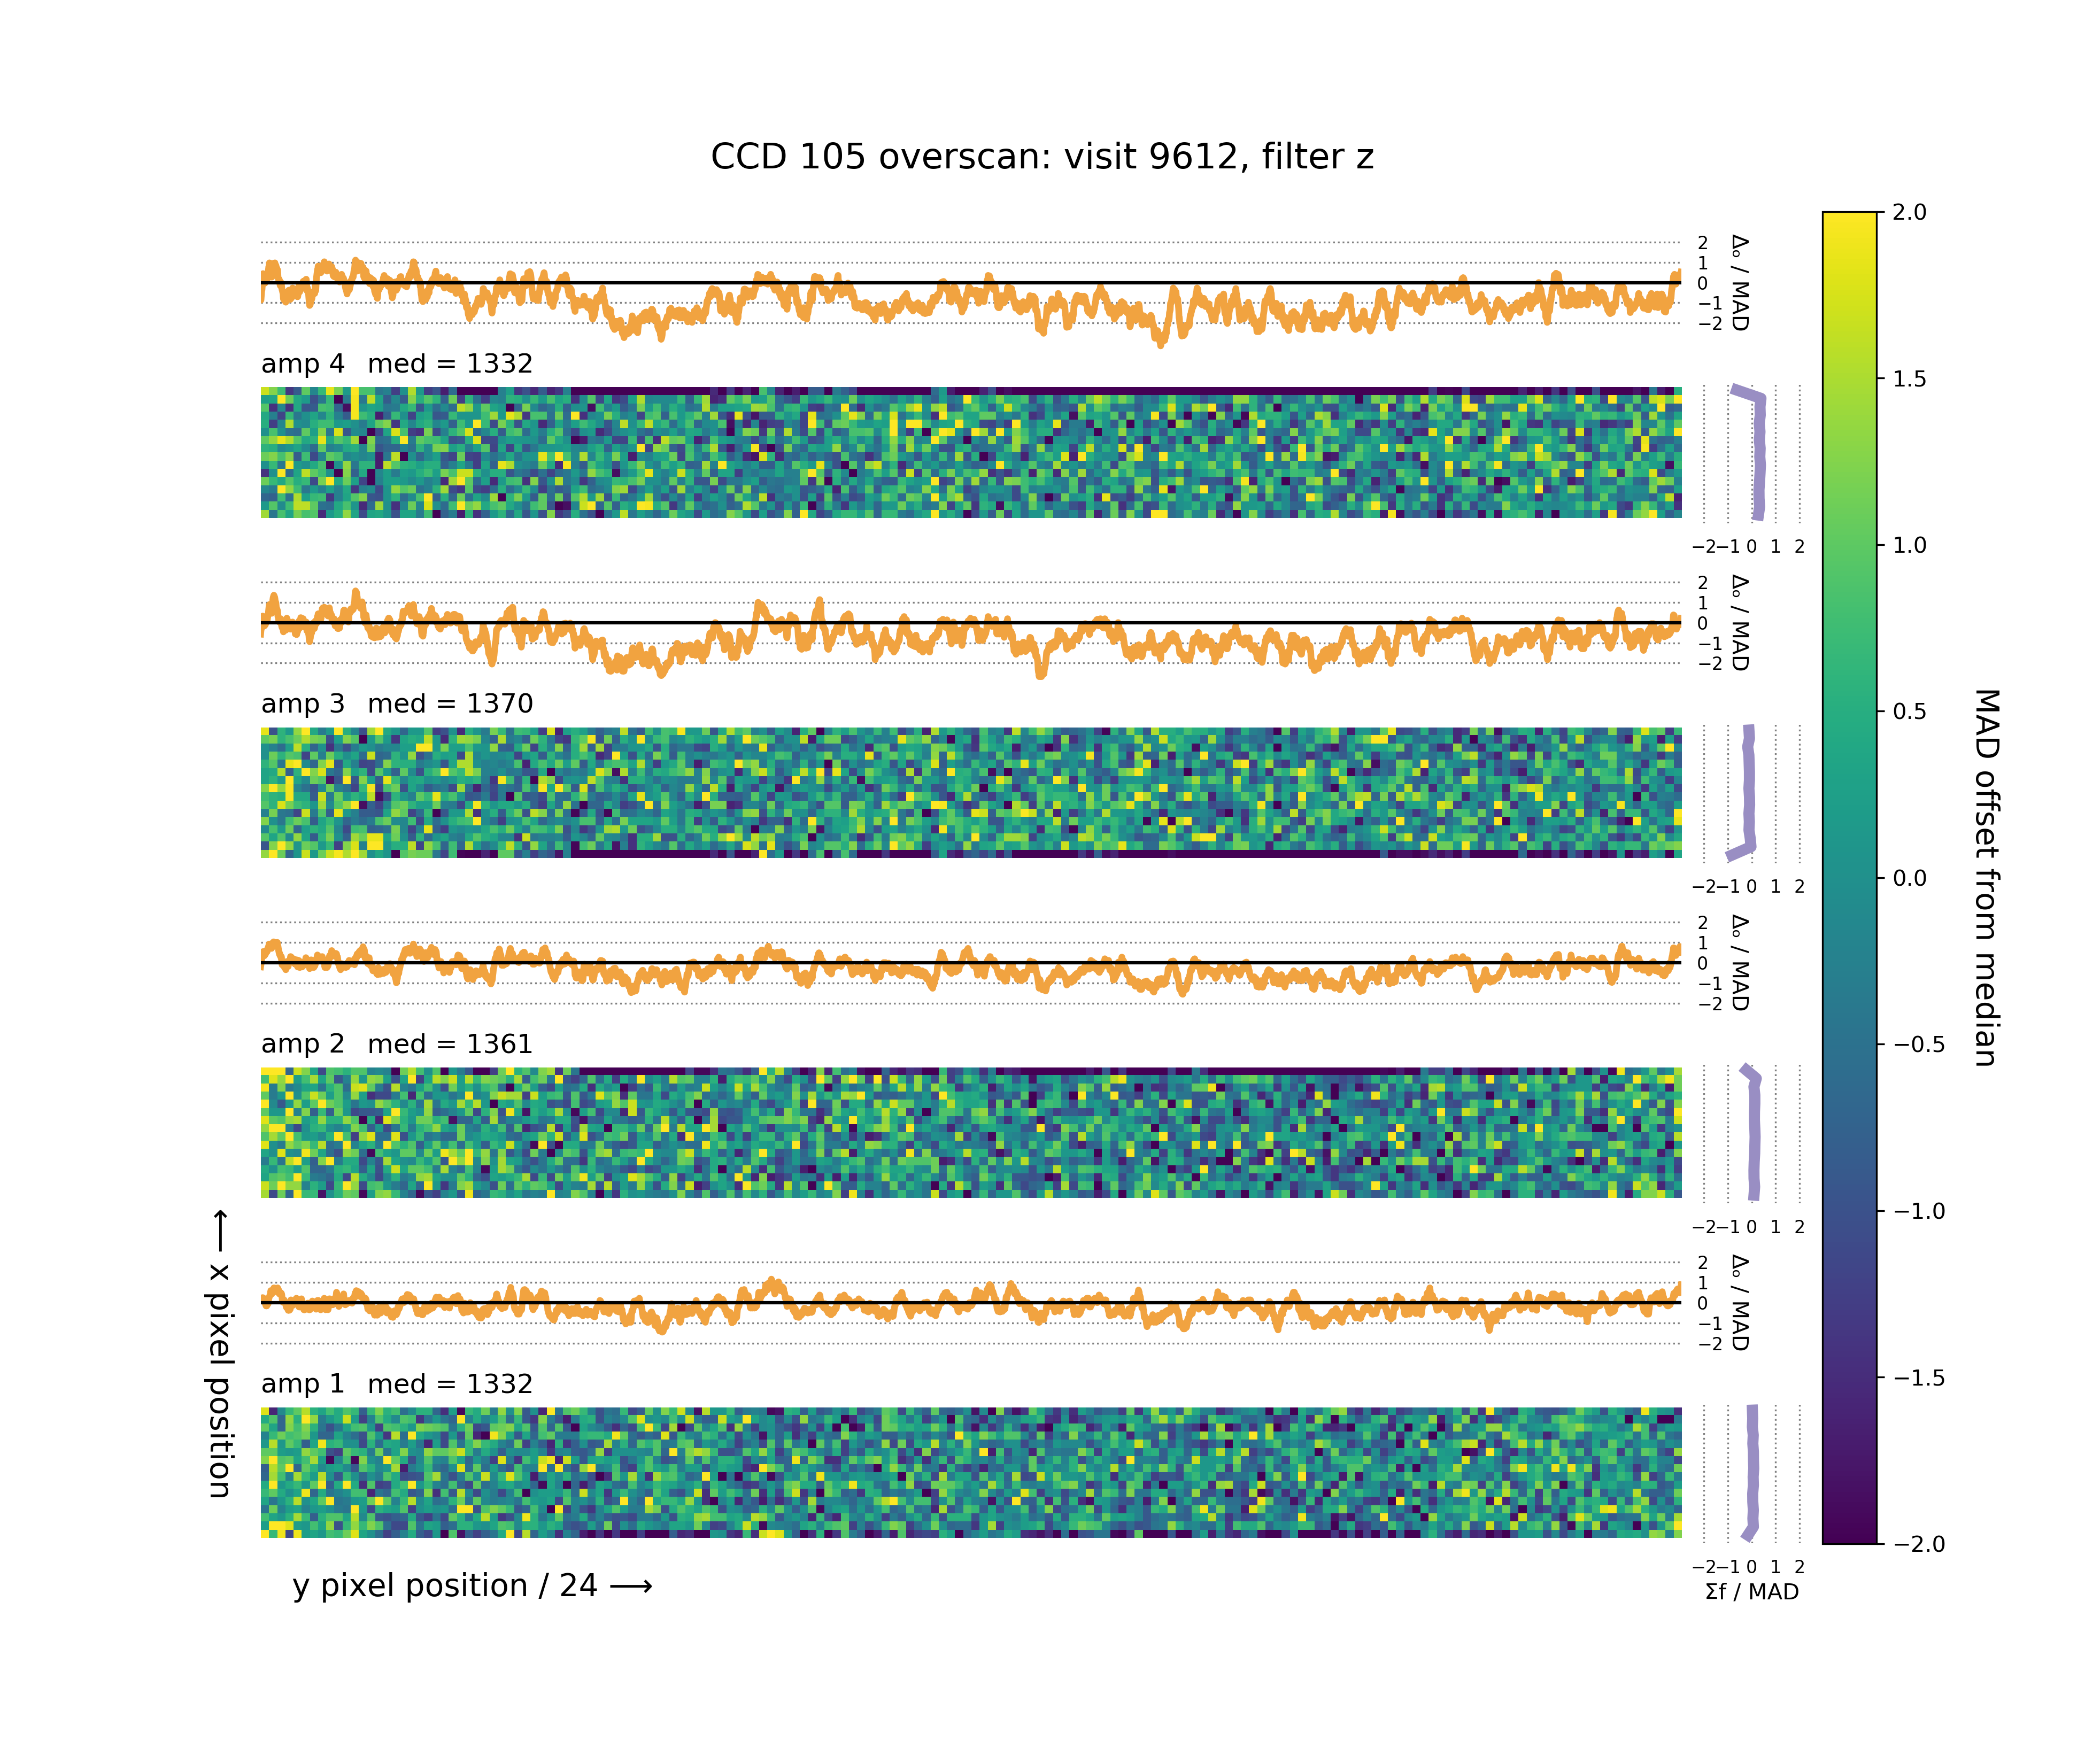 CCD 105 overscan: visit 9612, filter z
2
1
0
−1
−2
Δₒ / MAD
amp 4 med = 1332
−2 −1 0 1 2
2
1
0
−1
−2
Δₒ / MAD
amp 3 med = 1370
−2 −1 0 1 2
2
1
0
−1
−2
Δₒ / MAD
amp 2 med = 1361
−2 −1 0 1 2
2
1
0
−1
−2
Δₒ / MAD
amp 1 med = 1332
−2 −1 0 1 2
Σf / MAD
⟵ x pixel position
y pixel position / 24 ⟶
2.0
1.5
1.0
0.5
0.0
−0.5
−1.0
−1.5
−2.0
MAD offset from median